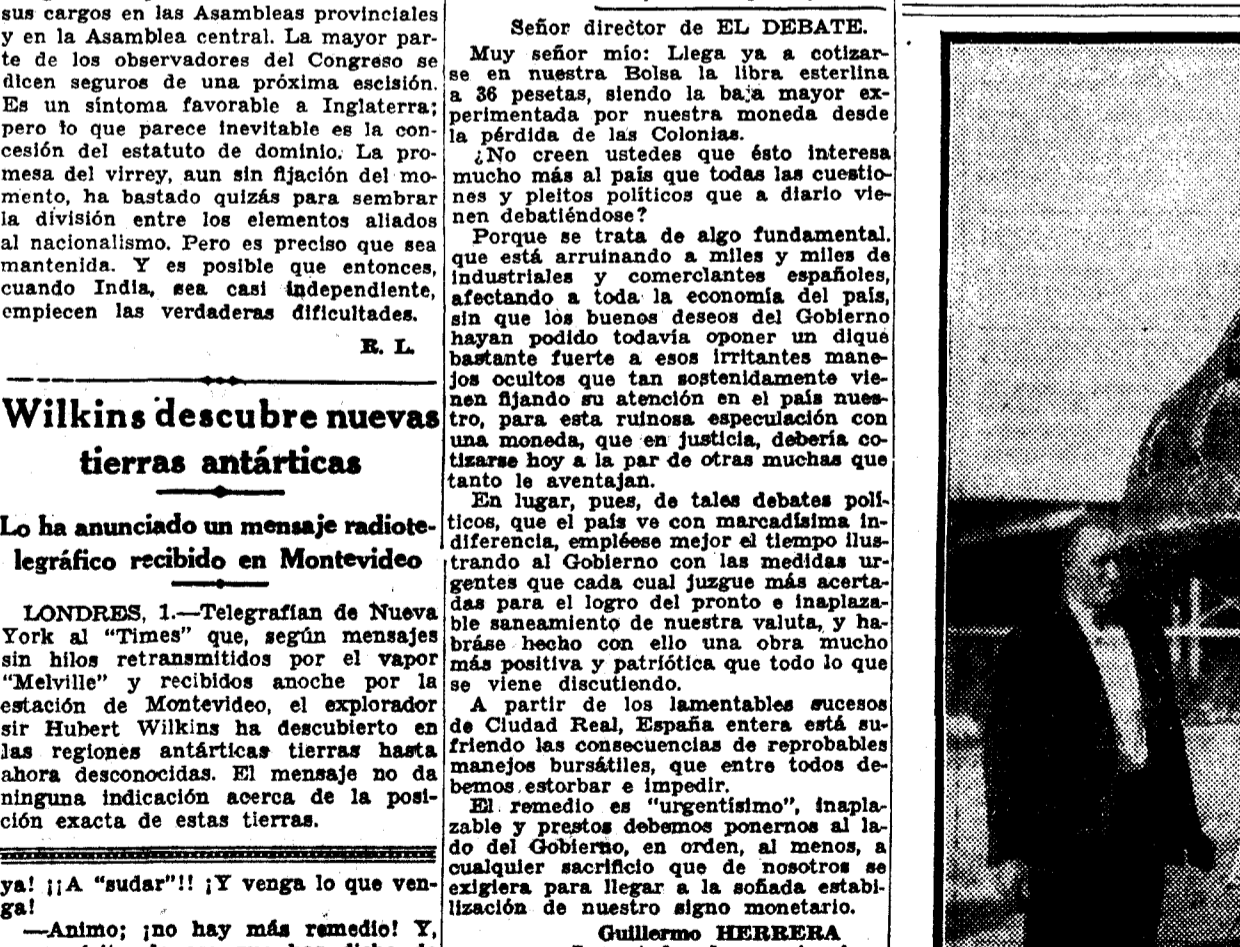 sus cargos en las Asambleas provinciales
y en la Asamblea central. La mayor par-
te de los observadores del Congreso se
dicen seguros de una próxima escisión.
Es un síntoma favorable a Inglaterra;
pero lo que parece inevitable es la con-
cesión del estatuto de dominio. La pro-
mesa del virrey, aun sin fijación del mo-
mento, ha bastado quizás para sembrar
la división entre los elementos aliados
al nacionalismo. Pero es preciso que sea
mantenida. Y es posible que entonces,
cuando India, sea casi independiente,
empiecen las verdaderas dificultades.
R. L.
Wilkins descubre nuevas
tierras antárticas
Lo ha anunciado un mensaje radiote-
legráfico recibido en Montevideo
LONDRES, 1.—Telegrafían de Nueva
York al "Times" que, según mensajes
sin hilos retransmitidos por el vapor
"Melville" y recibidos anoche por la
estación de Montevideo, el explorador
sir Hubert Wilkins ha descubierto en
las regiones antárticas tierras hasta
ahora desconocidas. El mensaje no da
ninguna indicación acerca de la posi-
ción exacta de estas tierras.
ya! ¡¡A "sudar"!! ¡Y venga lo que ven-
ga!
—Animo; ¡no hay más remedio! Y,
Señor director de EL DEBATE.
Muy señor mío: Llega ya a cotizar-
se en nuestra Bolsa la libra esterlina
a 36 pesetas, siendo la baja mayor ex-
perimentada por nuestra moneda desde
la pérdida de las Colonias.
¿No creen ustedes que ésto interesa
mucho más al país que todas las cuestio-
nes y pleitos políticos que a diario vie-
nen debatiéndose?
Porque se trata de algo fundamental.
que está arruinando a miles y miles de
industriales y comerciantes españoles,
afectando a toda la economía del país,
sin que los buenos deseos del Gobierno
hayan podido todavía oponer un dique
bastante fuerte a esos irritantes mane-
jos ocultos que tan sostenidamente vie-
nen fijando su atención en el país nues-
tro, para esta ruinosa especulación con
una moneda, que en justicia, debería co-
tizarse hoy a la par de otras muchas que
tanto le aventajan.
En lugar, pues, de tales debates polí-
ticos, que el país ve con marcadísima in-
diferencia, empléese mejor el tiempo ilus-
trando al Gobierno con las medidas ur-
gentes que cada cual juzgue más acerta-
das para el logro del pronto e inaplaza-
ble saneamiento de nuestra valuta, y ha-
bráse hecho con ello una obra mucho
más positiva y patriótica que todo lo que
se viene discutiendo.
A partir de los lamentables sucesos
de Ciudad Real, España entera está su-
friendo las consecuencias de reprobables
manejos bursátiles, que entre todos de-
bemos estorbar e impedir.
El remedio es "urgentísimo", inapla-
zable y prestos debemos ponernos al la-
do del Gobierno, en orden, al menos, a
cualquier sacrificio que de nosotros se
exigiera para llegar a la soñada estabi-
lización de nuestro signo monetario.
Guillermo HERRERA